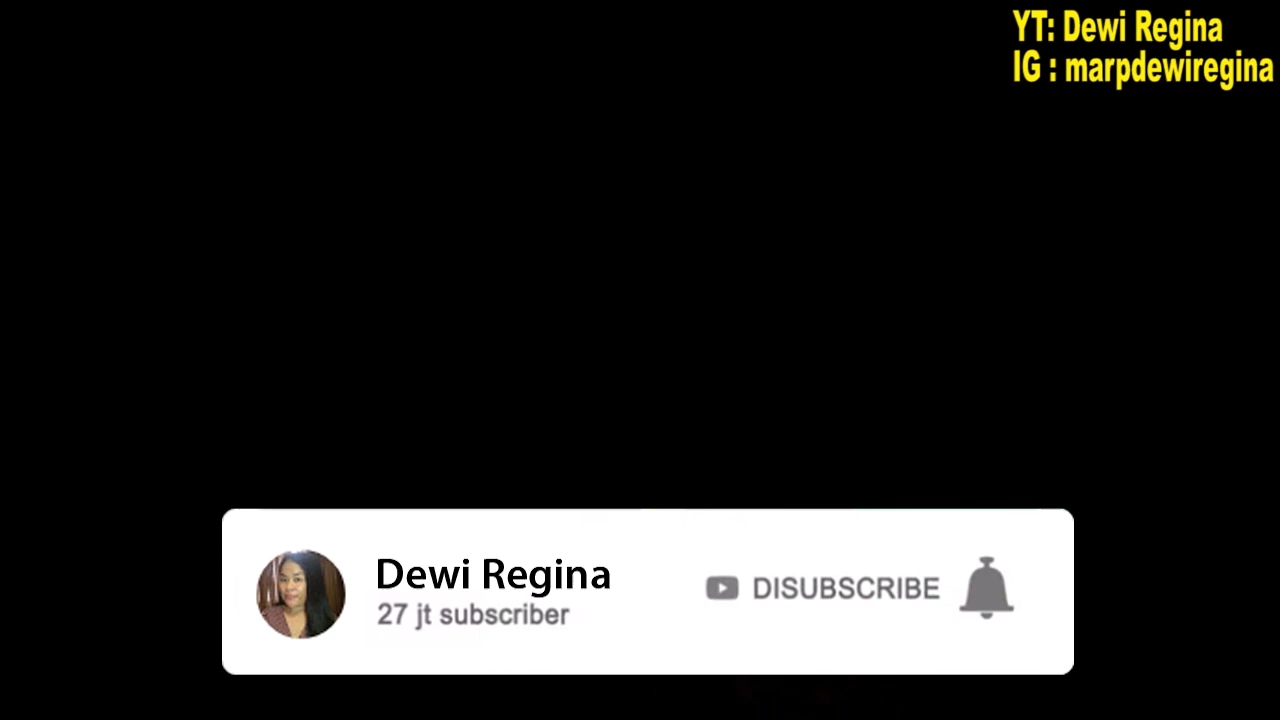 YT: Dewi Regina
IG : marpdewiregina
Dewi Regina
27 jt subscriber
DISUBSCRIBE